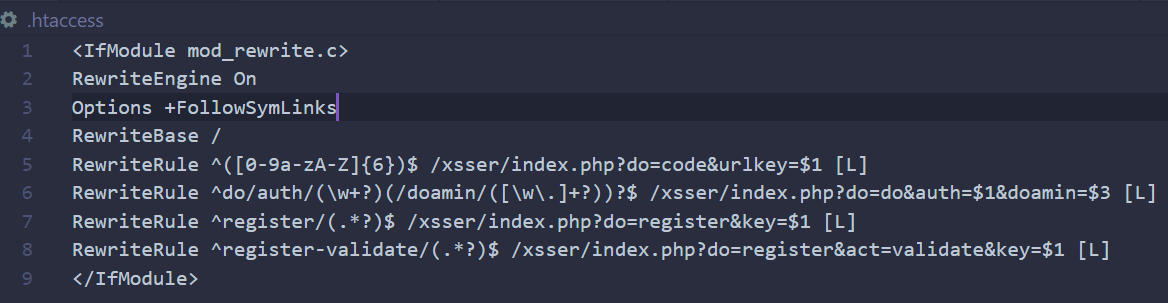 .htaccess
1 <IfModule mod_rewrite.c>
2 RewriteEngine On
3 Options +FollowSymLinks
4 RewriteBase /
5 RewriteRule ^([0-9a-zA-Z]{6})$ /xsser/index.php?do=code&urlkey=$1 [L]
6 RewriteRule ^do/auth/(\w+?)(/doamin/([\w\.]+?))?$ /xsser/index.php?do=do&auth=$1&doamin=$3 [L]
7 RewriteRule ^register/(.*?)$ /xsser/index.php?do=register&key=$1 [L]
8 RewriteRule ^register-validate/(.*?)$ /xsser/index.php?do=register&act=validate&key=$1 [L]
9 </IfModule>